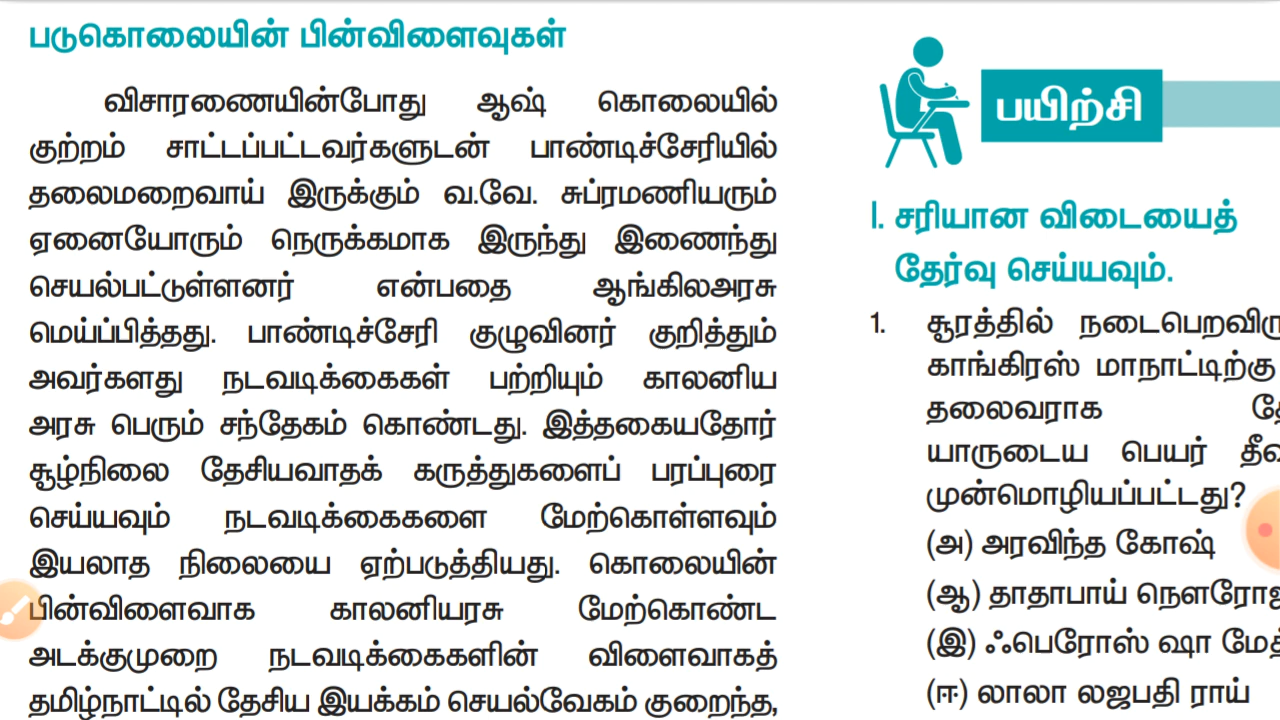 படுகொலையின் பின்விளைவுகள்
விசாரணையின்போது ஆஷ் கொலையில்
குற்றம் சாட்டப்பட்டவர்களுடன் பாண்டிச்சேரியில்
தலைமறைவாய் இருக்கும் வ.வே. சுப்ரமணியரும்
ஏனையோரும் நெருக்கமாக இருந்து இணைந்து
செயல்பட்டுள்ளனர் என்பதை ஆங்கிலஅரசு
மெய்ப்பித்தது. பாண்டிச்சேரி குழுவினர் குறித்தும்
அவர்களது நடவடிக்கைகள் பற்றியும் காலனிய
அரசு பெரும் சந்தேகம் கொண்டது. இத்தகையதோர்
சூழ்நிலை தேசியவாதக் கருத்துகளைப் பரப்புரை
செய்யவும் நடவடிக்கைகளை மேற்கொள்ளவும்
இயலாத நிலையை ஏற்படுத்தியது. கொலையின்
பின்விளைவாக காலனியரசு மேற்கொண்ட
அடக்குமுறை நடவடிக்கைகளின் விளைவாகத்
தமிழ்நாட்டில் தேசிய இயக்கம் செயல்வேகம் குறைந்த,
பயிற்சி
I. சரியான விடையைத்
தேர்வு செய்யவும்.
1. சூரத்தில்
காங்கிரஸ் மாநாட்டிற்கு
தலைவராக
யாருடைய பெயர்
முன்மொழியப்பட்டது?
(அ) அரவிந்த கோஷ்
(ஆ) தாதாபாய்
(இ) ஃபெரோஸ் ஷா
(ஈ) லாலா லஜபதி ராய்